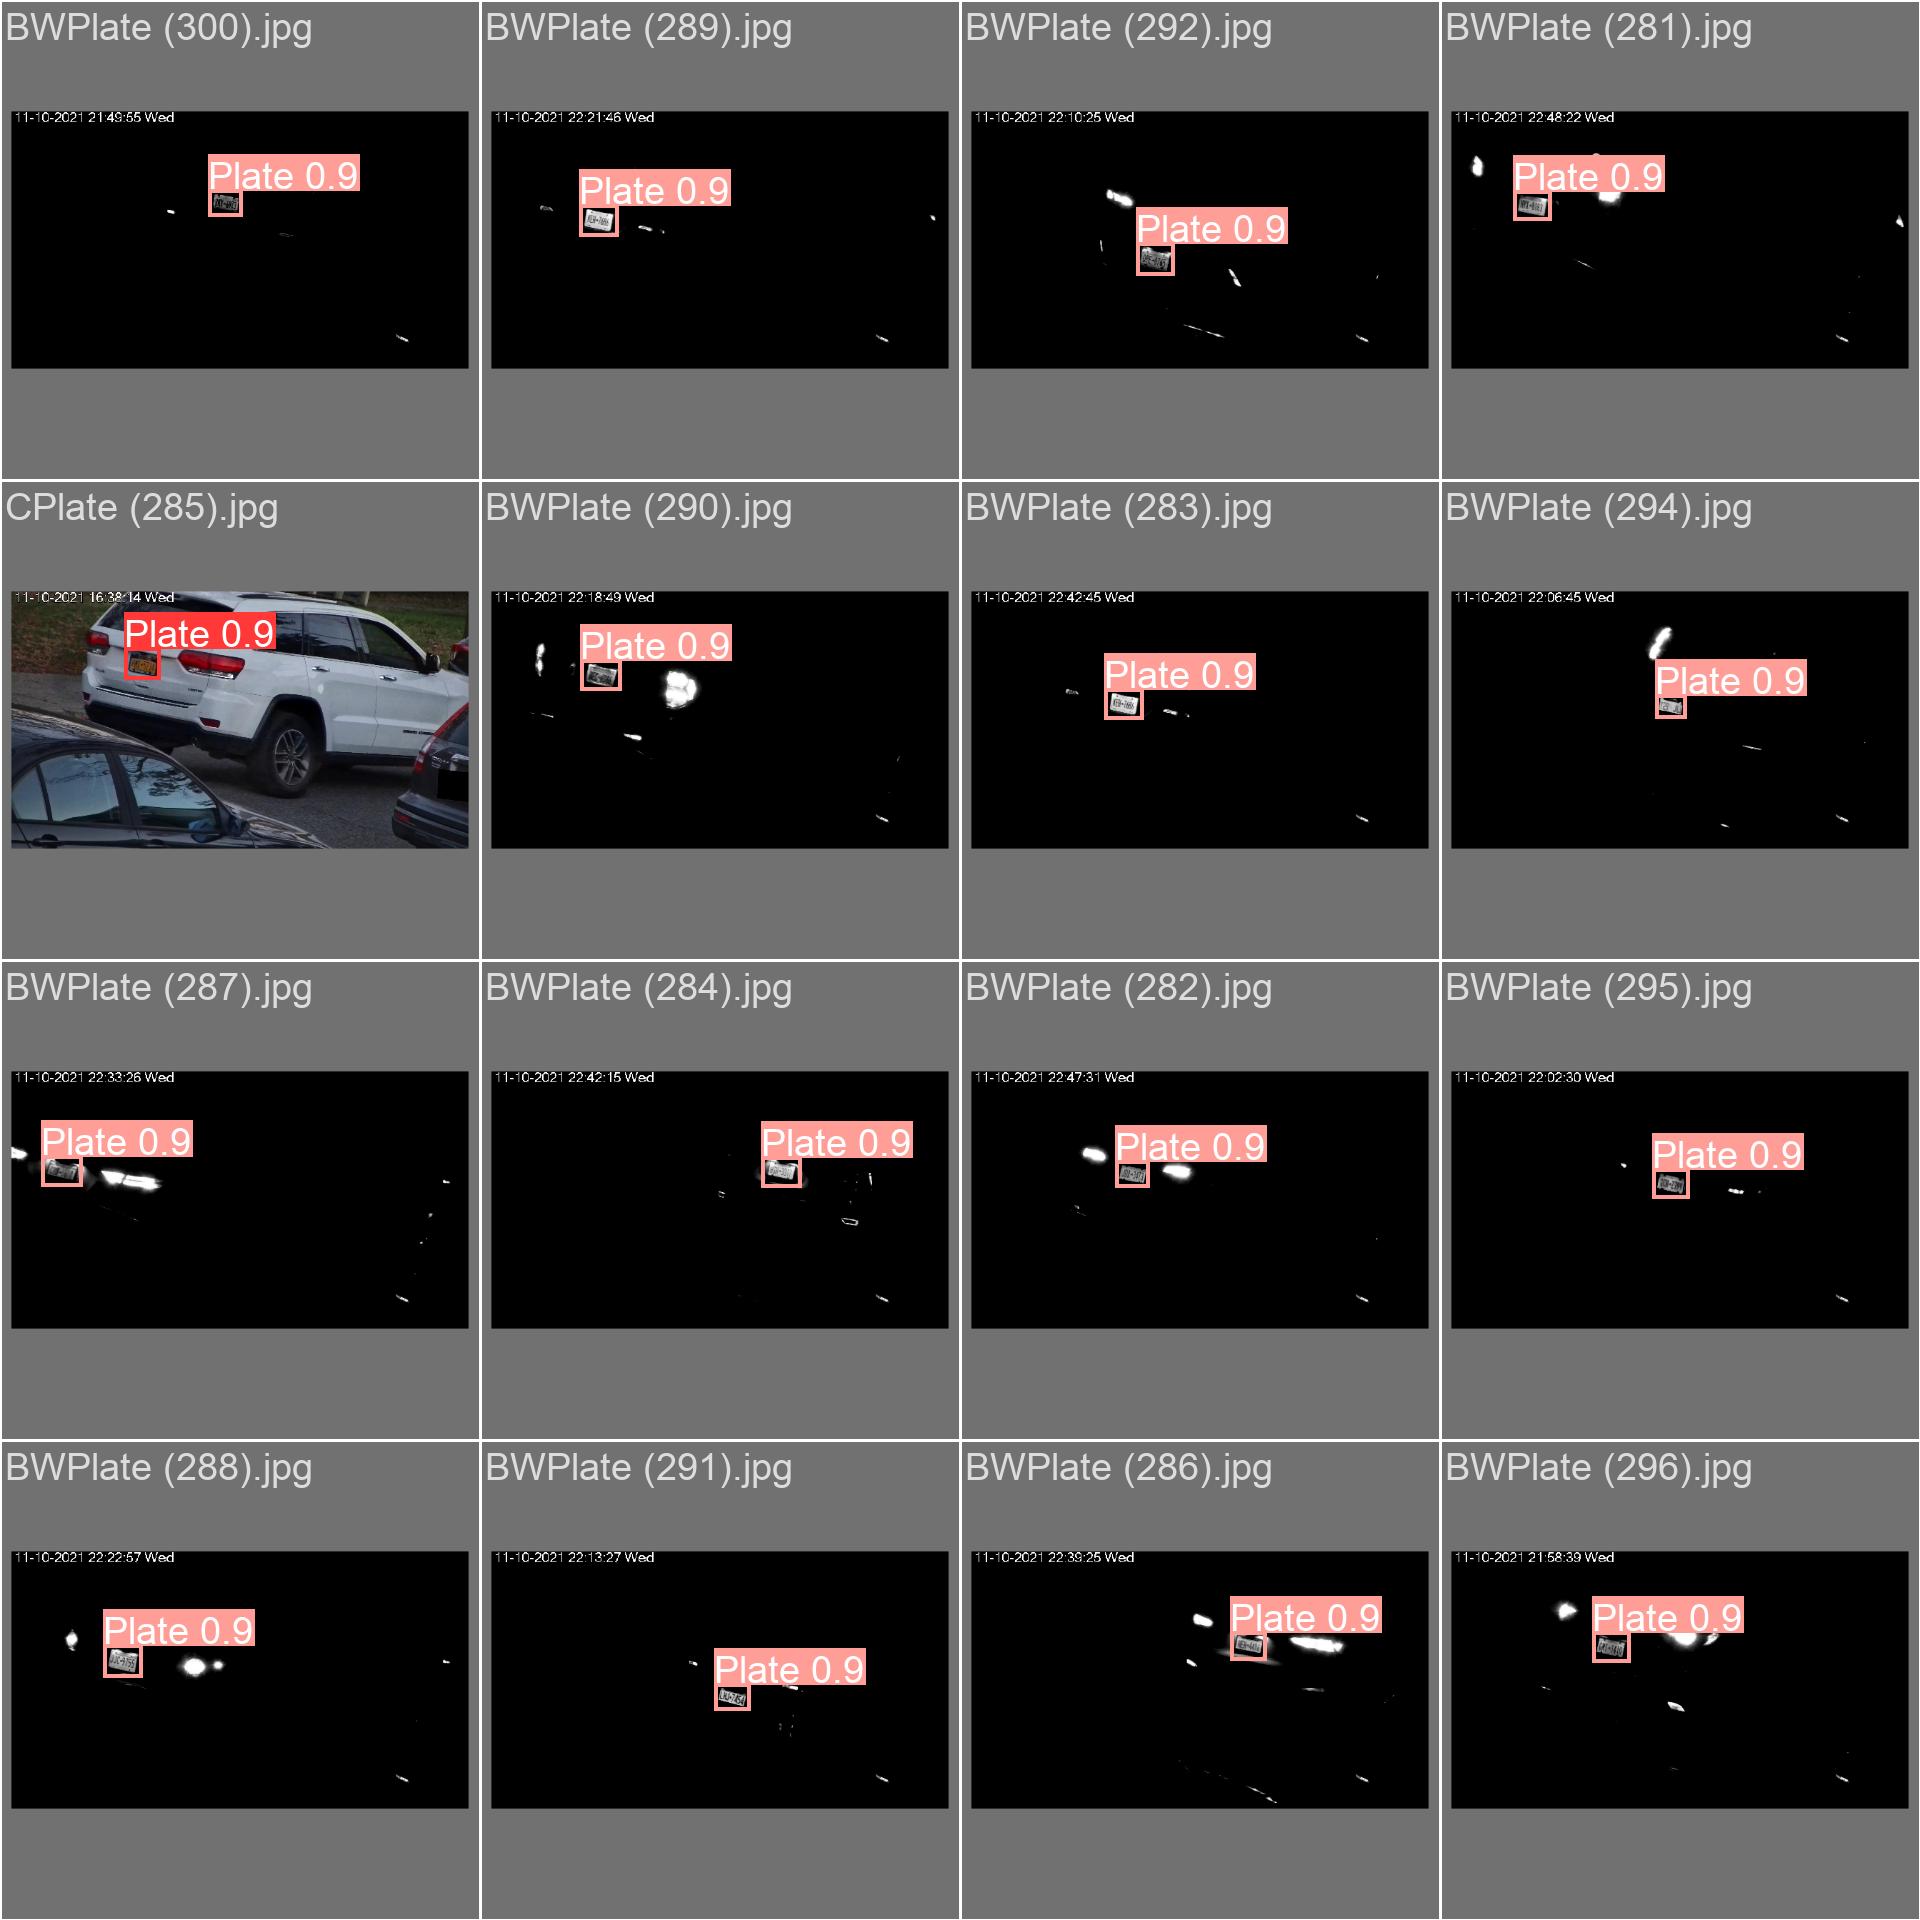 BWPlate (300).jpg
BWPlate (289).jpg
BWPlate (292).jpg
BWPlate (281).jpg
11-10-2021 21:49:55 Wed
11-10-2021 22:21:46 Wed
11-10-2021 22:10:25 Wed
11-10-2021 22:48:22 Wed
Plate 0.9
Plate 0.9
Plate 0.9
Plate 0.9
CPlate (285).jpg
BWPlate (290).jpg
BWPlate (283).jpg
BWPlate (294).jpg
11-10-2021 16:38:14 Wed
11-10-2021 22:18:49 Wed
11-10-2021 22:42:45 Wed
11-10-2021 22:06:45 Wed
Plate 0.9
Plate 0.9
Plate 0.9
Plate 0.9
BWPlate (287).jpg
BWPlate (284).jpg
BWPlate (282).jpg
BWPlate (295).jpg
11-10-2021 22:33:26 Wed
11-10-2021 22:42:15 Wed
11-10-2021 22:47:31 Wed
11-10-2021 22:02:30 Wed
Plate 0.9
Plate 0.9
Plate 0.9
Plate 0.9
BWPlate (288).jpg
BWPlate (291).jpg
BWPlate (286).jpg
BWPlate (296).jpg
11-10-2021 22:22:57 Wed
11-10-2021 22:13:27 Wed
11-10-2021 22:39:25 Wed
11-10-2021 21:58:39 Wed
Plate 0.9
Plate 0.9
Plate 0.9
Plate 0.9